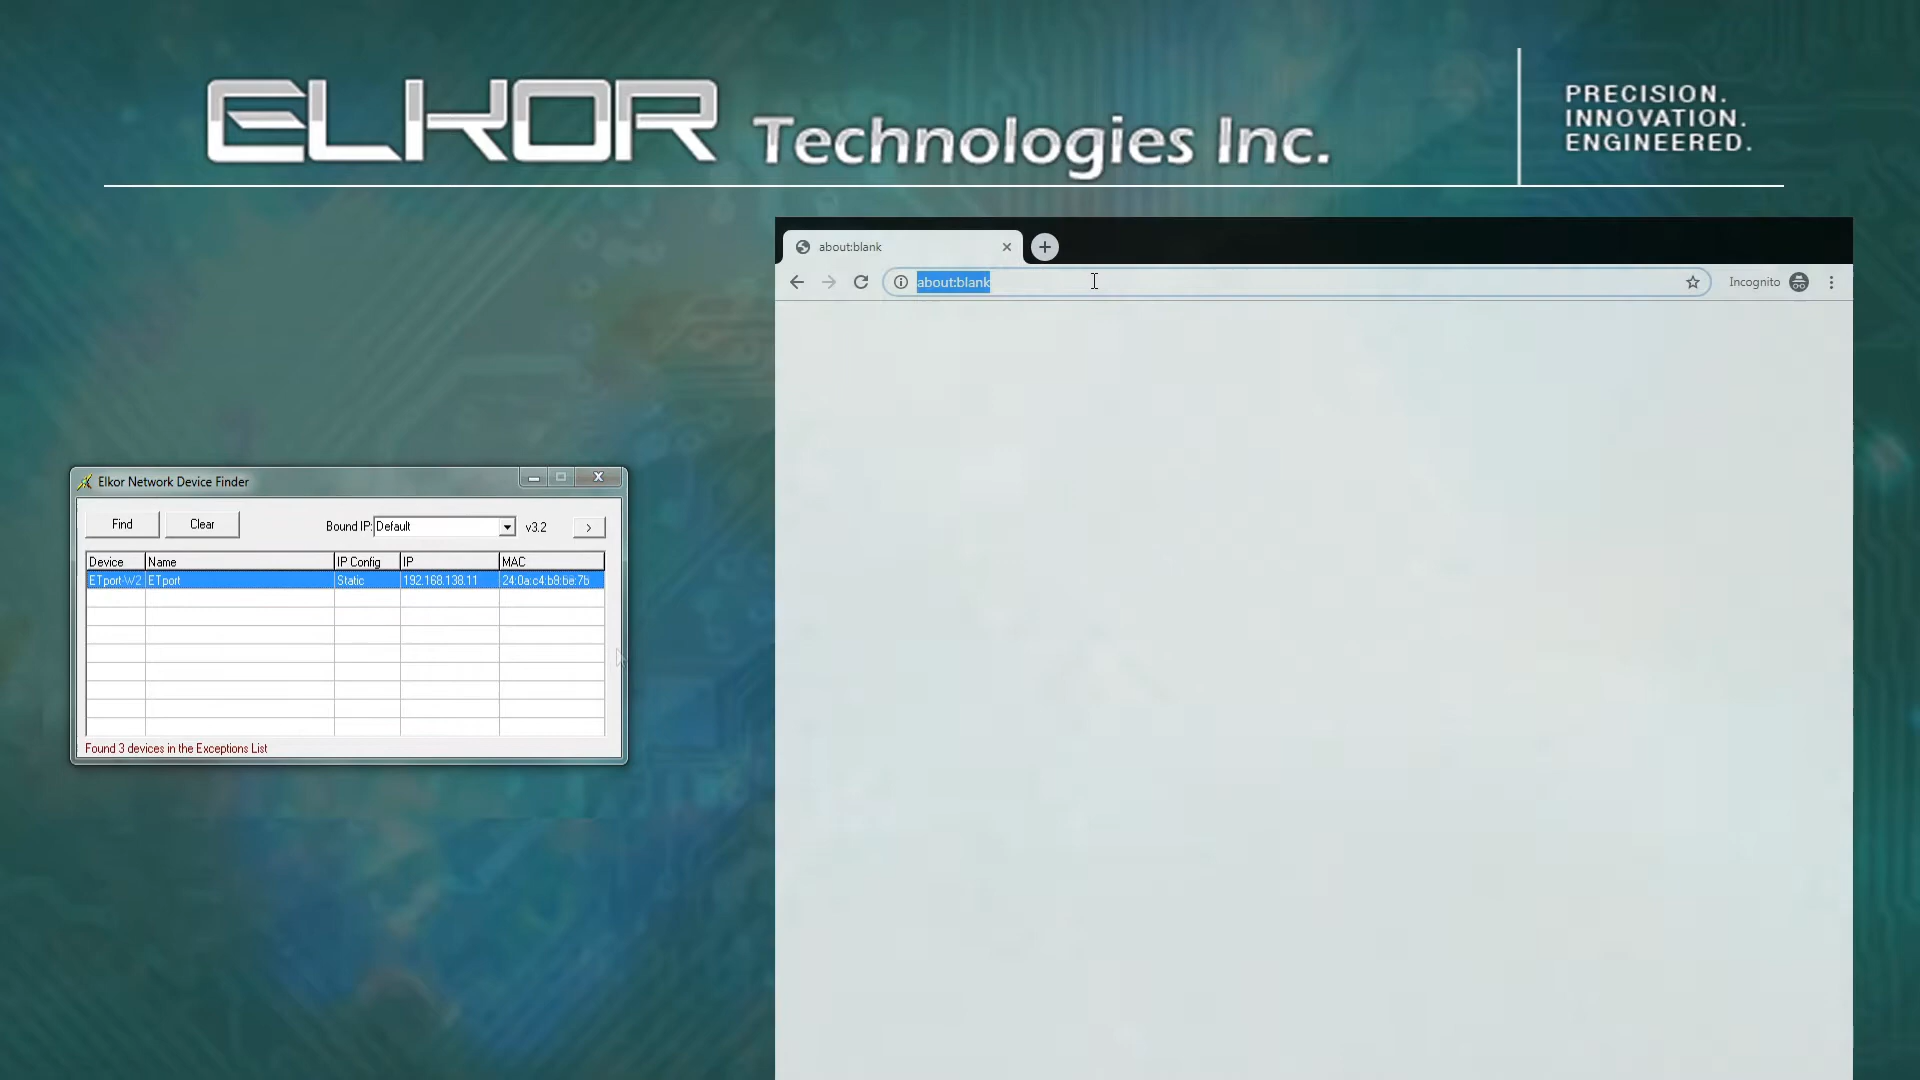 ELKOR Technologies Inc.
PRECISION.
INNOVATION.
ENGINEERED.
about:blank
about:blank
Incognito
Elkor Network Device Finder
Find Clear Bound IP: Default v3.2 >
Device Name IP Config IP MAC
ETport-W2 ETport Static 192.168.138.11 24:0a:c4:b9:be:7b
Found 3 devices in the Exceptions List